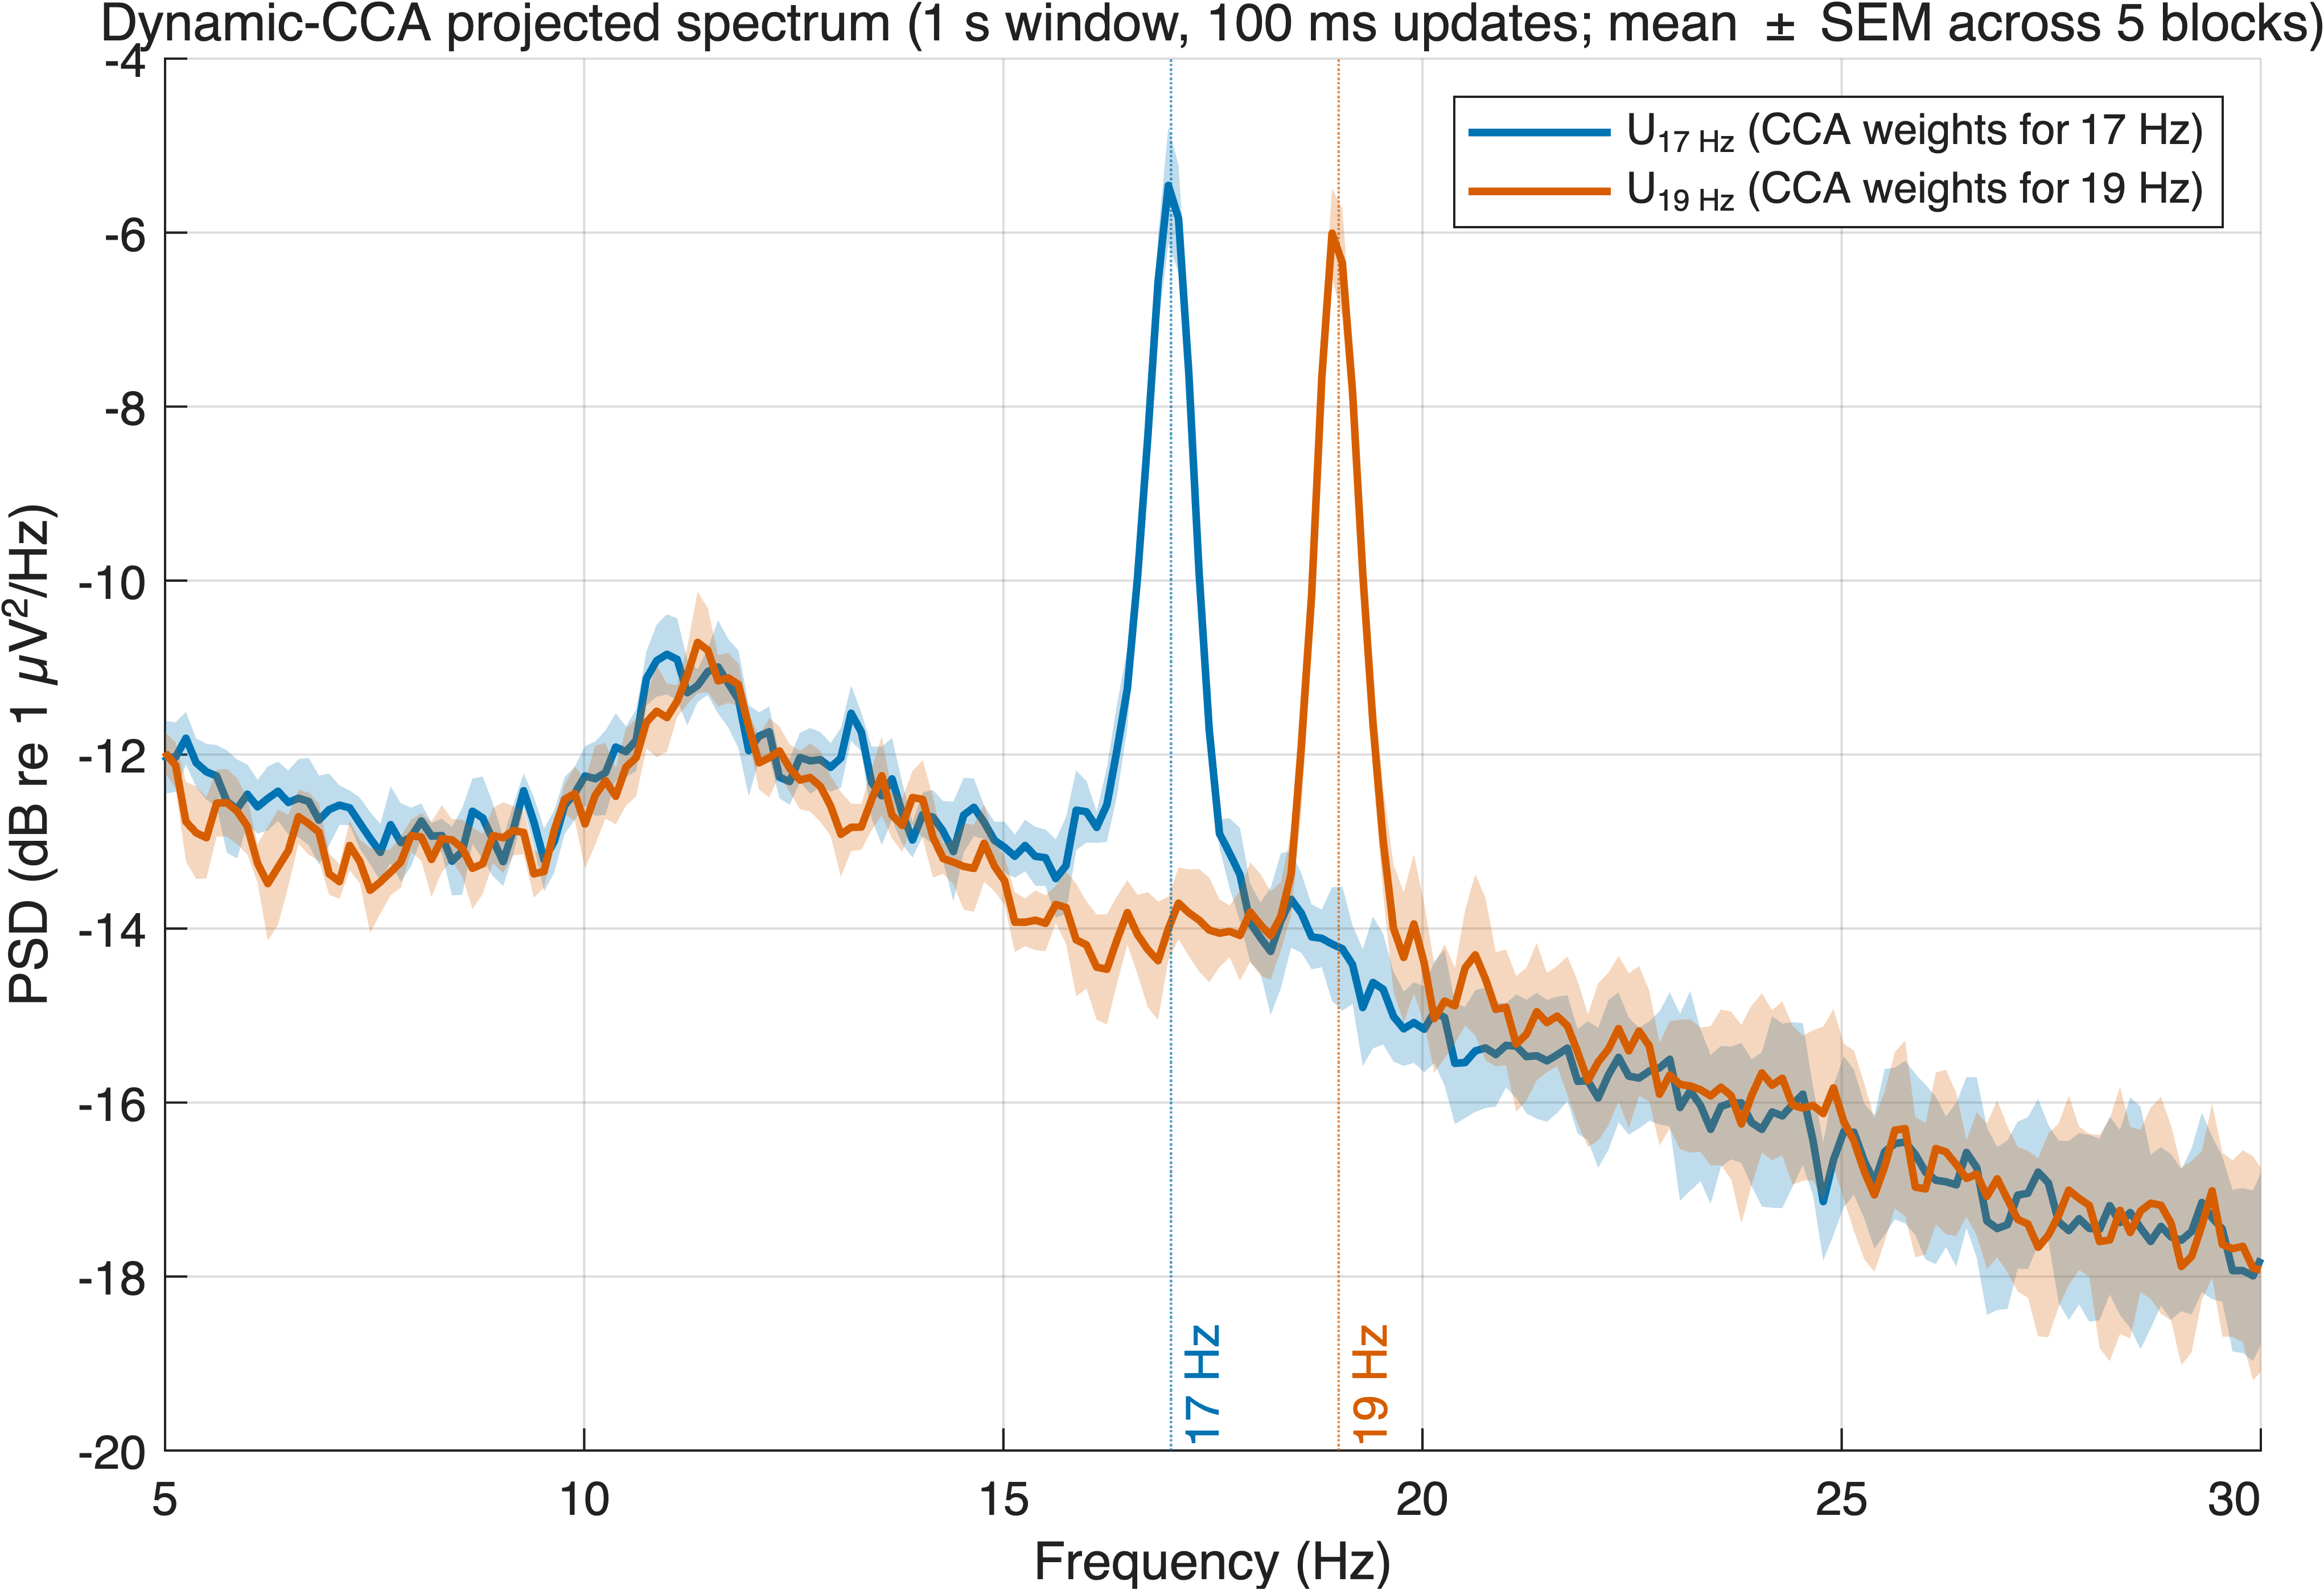 Dynamic-CCA projected spectrum (1 s window, 100 ms updates; mean ± SEM across 5 blocks)
-4
-6
-8
-10
-12
-14
-16
-18
-20
PSD (dB re 1 µV²/Hz)
U17 Hz (CCA weights for 17 Hz)
U19 Hz (CCA weights for 19 Hz)
17 Hz
19 Hz
5
10
15
20
25
30
Frequency (Hz)